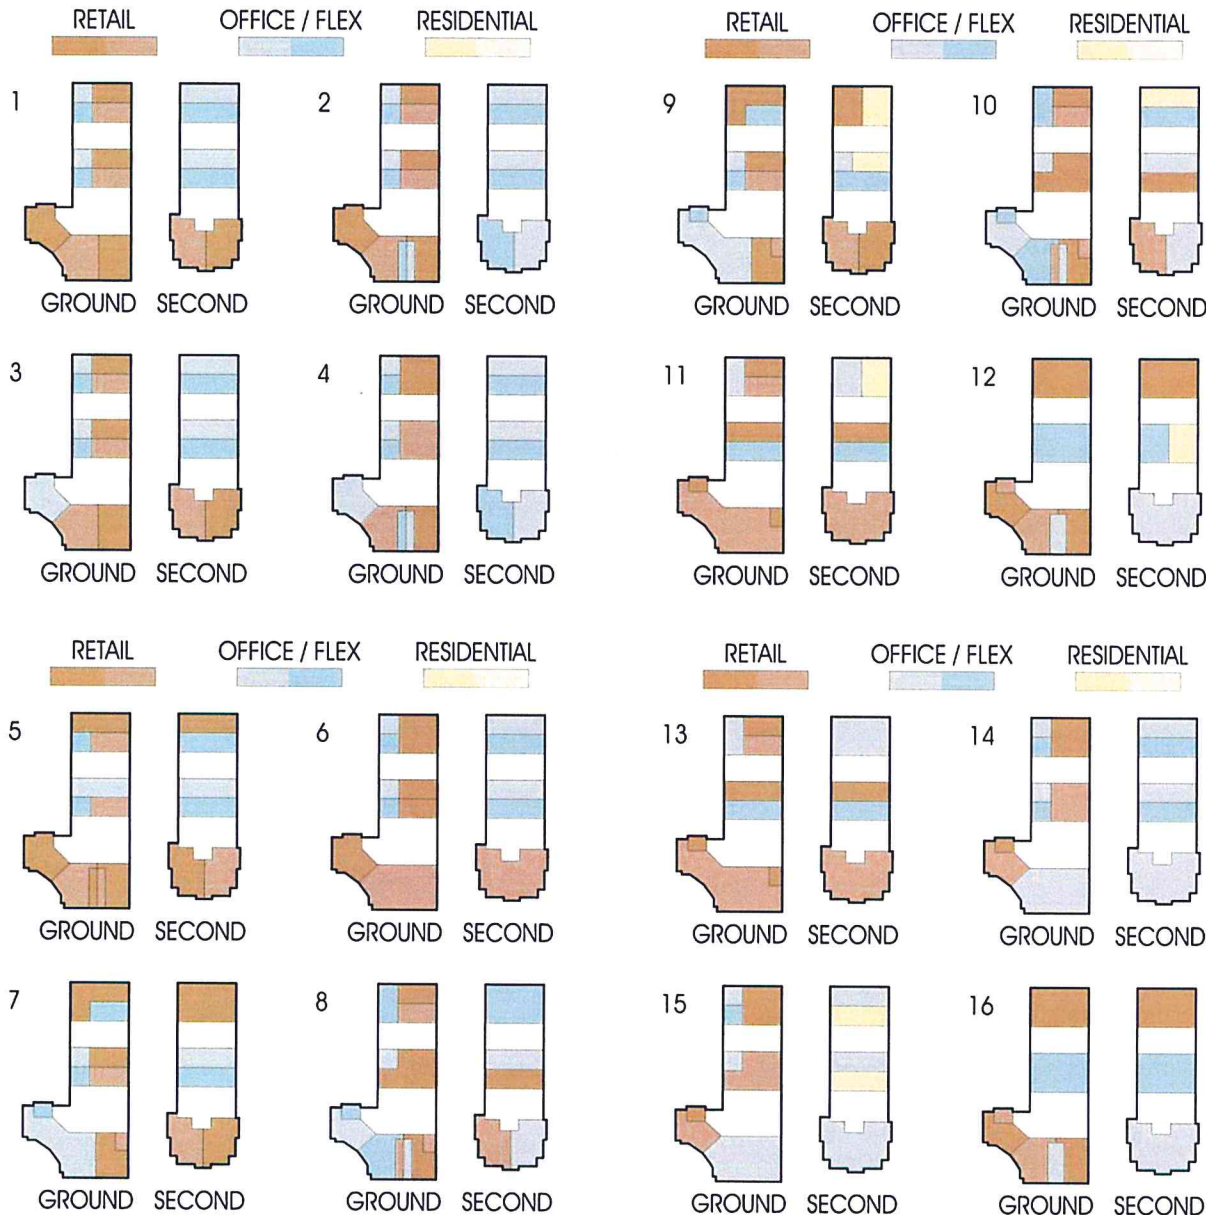 RETAIL OFFICE / FLEX RESIDENTIAL
1 2
GROUND SECOND GROUND SECOND
3 4
GROUND SECOND GROUND SECOND
RETAIL OFFICE / FLEX RESIDENTIAL
9 10
GROUND SECOND GROUND SECOND
11 12
GROUND SECOND GROUND SECOND
RETAIL OFFICE / FLEX RESIDENTIAL
5 6
GROUND SECOND GROUND SECOND
7 8
GROUND SECOND GROUND SECOND
RETAIL OFFICE / FLEX RESIDENTIAL
13 14
GROUND SECOND GROUND SECOND
15 16
GROUND SECOND GROUND SECOND